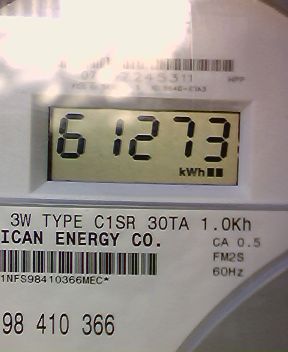 61273
kWh
3W TYPE C1SR 30TA 1.0Kh
ICAN ENERGY CO.
CA 0.5
FM2S
60Hz
1NFS98410366MEC*
98 410 366